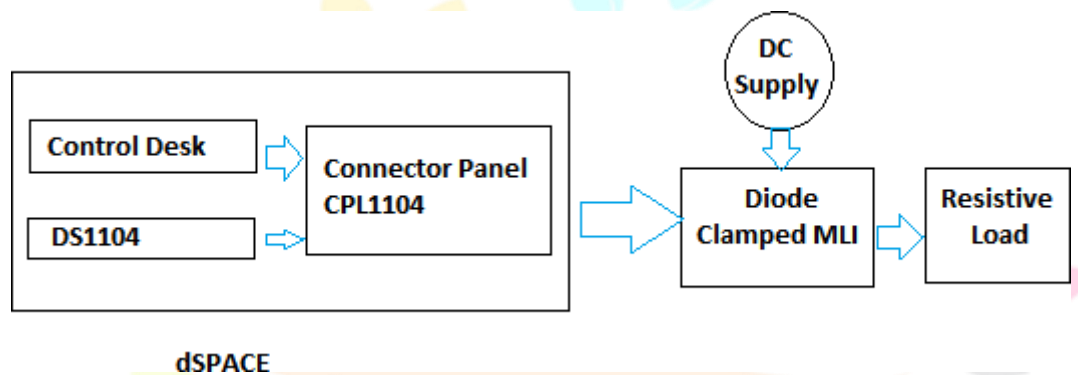 DC
Supply
Control Desk
DS1104
Connector Panel
CPL1104
Diode
Clamped MLI
Resistive
Load
dSPACE